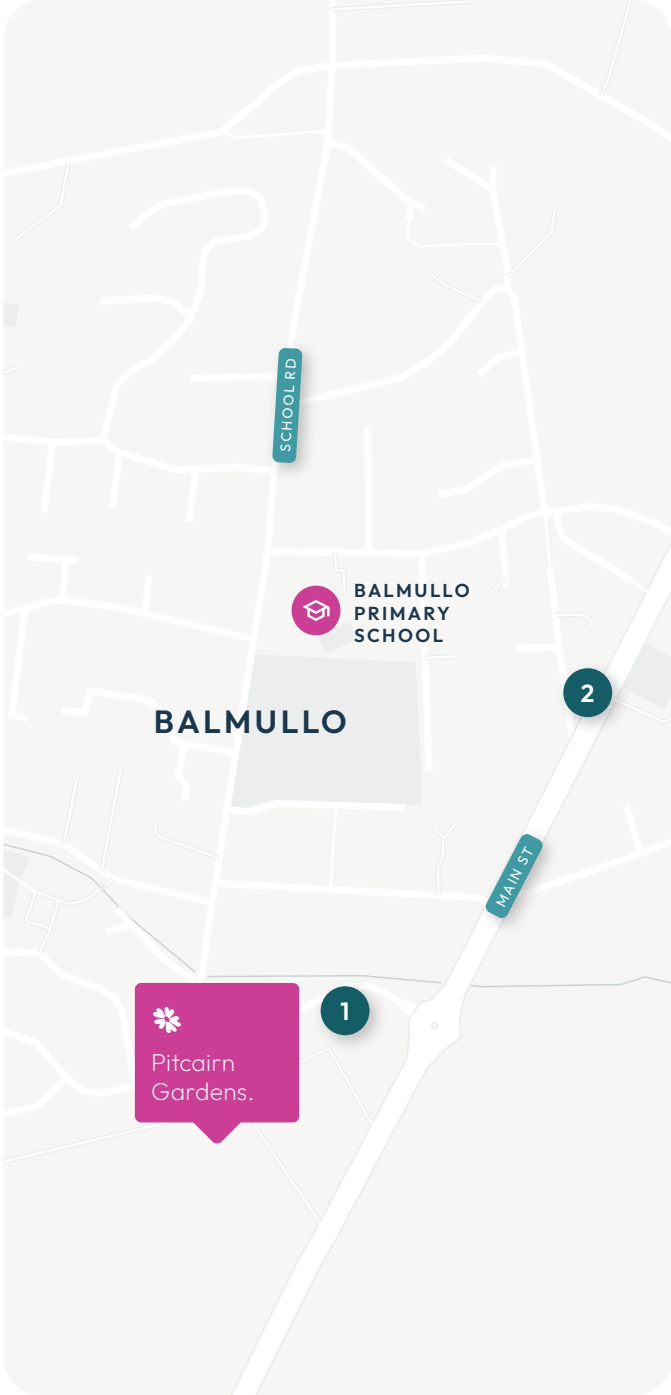 SCHOOL RD
BALMULLO
PRIMARY
SCHOOL
2
BALMULLO
MAIN ST
1
Pitcairn
Gardens.